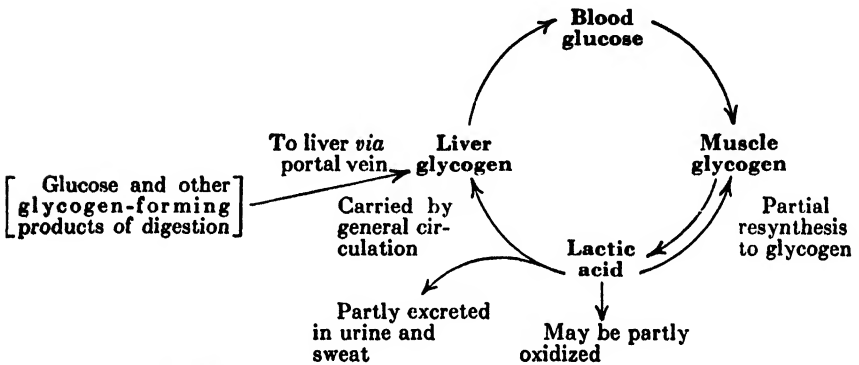 Blood
glucose
To liver via
portal vein
Liver
glycogen
Muscle
glycogen
[ Glucose and other
glycogen-forming
products of digestion ]
Carried by
general cir-
culation
Partial
resynthesis
to glycogen
Lactic
acid
Partly excreted
in urine and
sweat
May be partly
oxidized